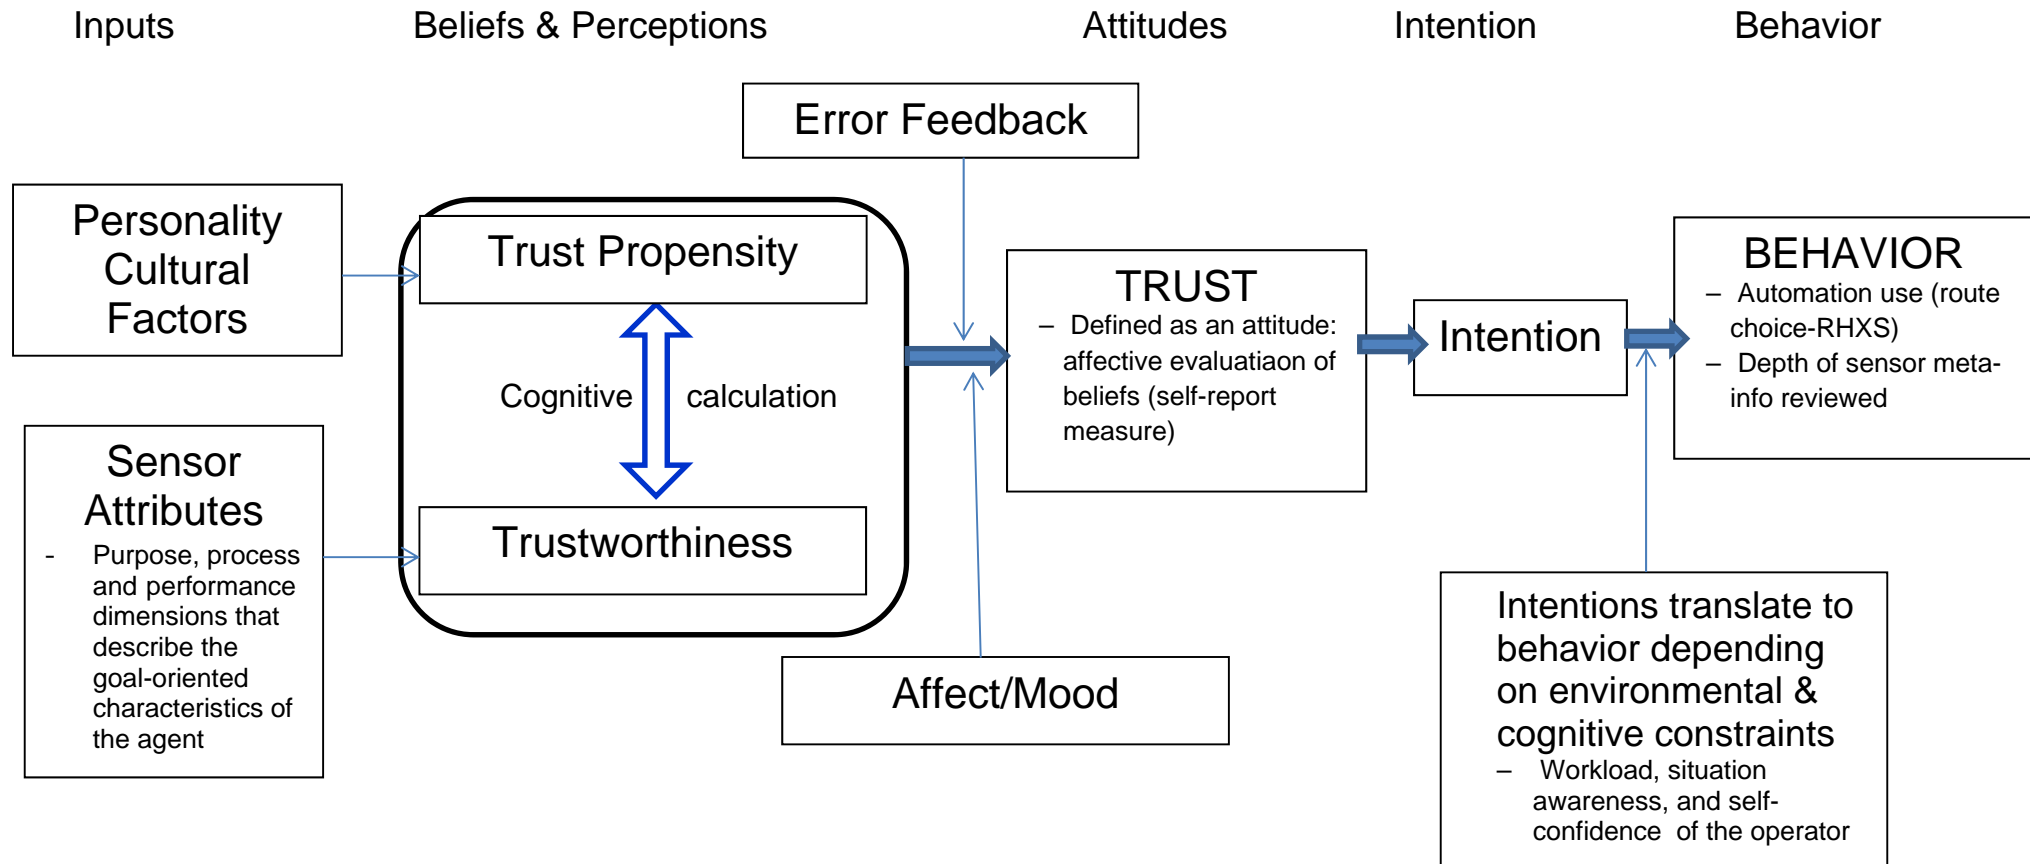 Inputs
Beliefs & Perceptions
Attitudes
Intention
Behavior
Error Feedback
Personality
Cultural
Factors
Trust Propensity
Cognitive calculation
Trustworthiness
Sensor
Attributes
- Purpose, process
and performance
dimensions that
describe the
goal-oriented
characteristics of
the agent
Affect/Mood
TRUST
– Defined as an attitude:
affective evaluatiaon of
beliefs (self-report
measure)
Intention
BEHAVIOR
– Automation use (route
choice-RHXS)
– Depth of sensor meta-
info reviewed
Intentions translate to
behavior depending
on environmental &
cognitive constraints
– Workload, situation
awareness, and self-
confidence of the operator